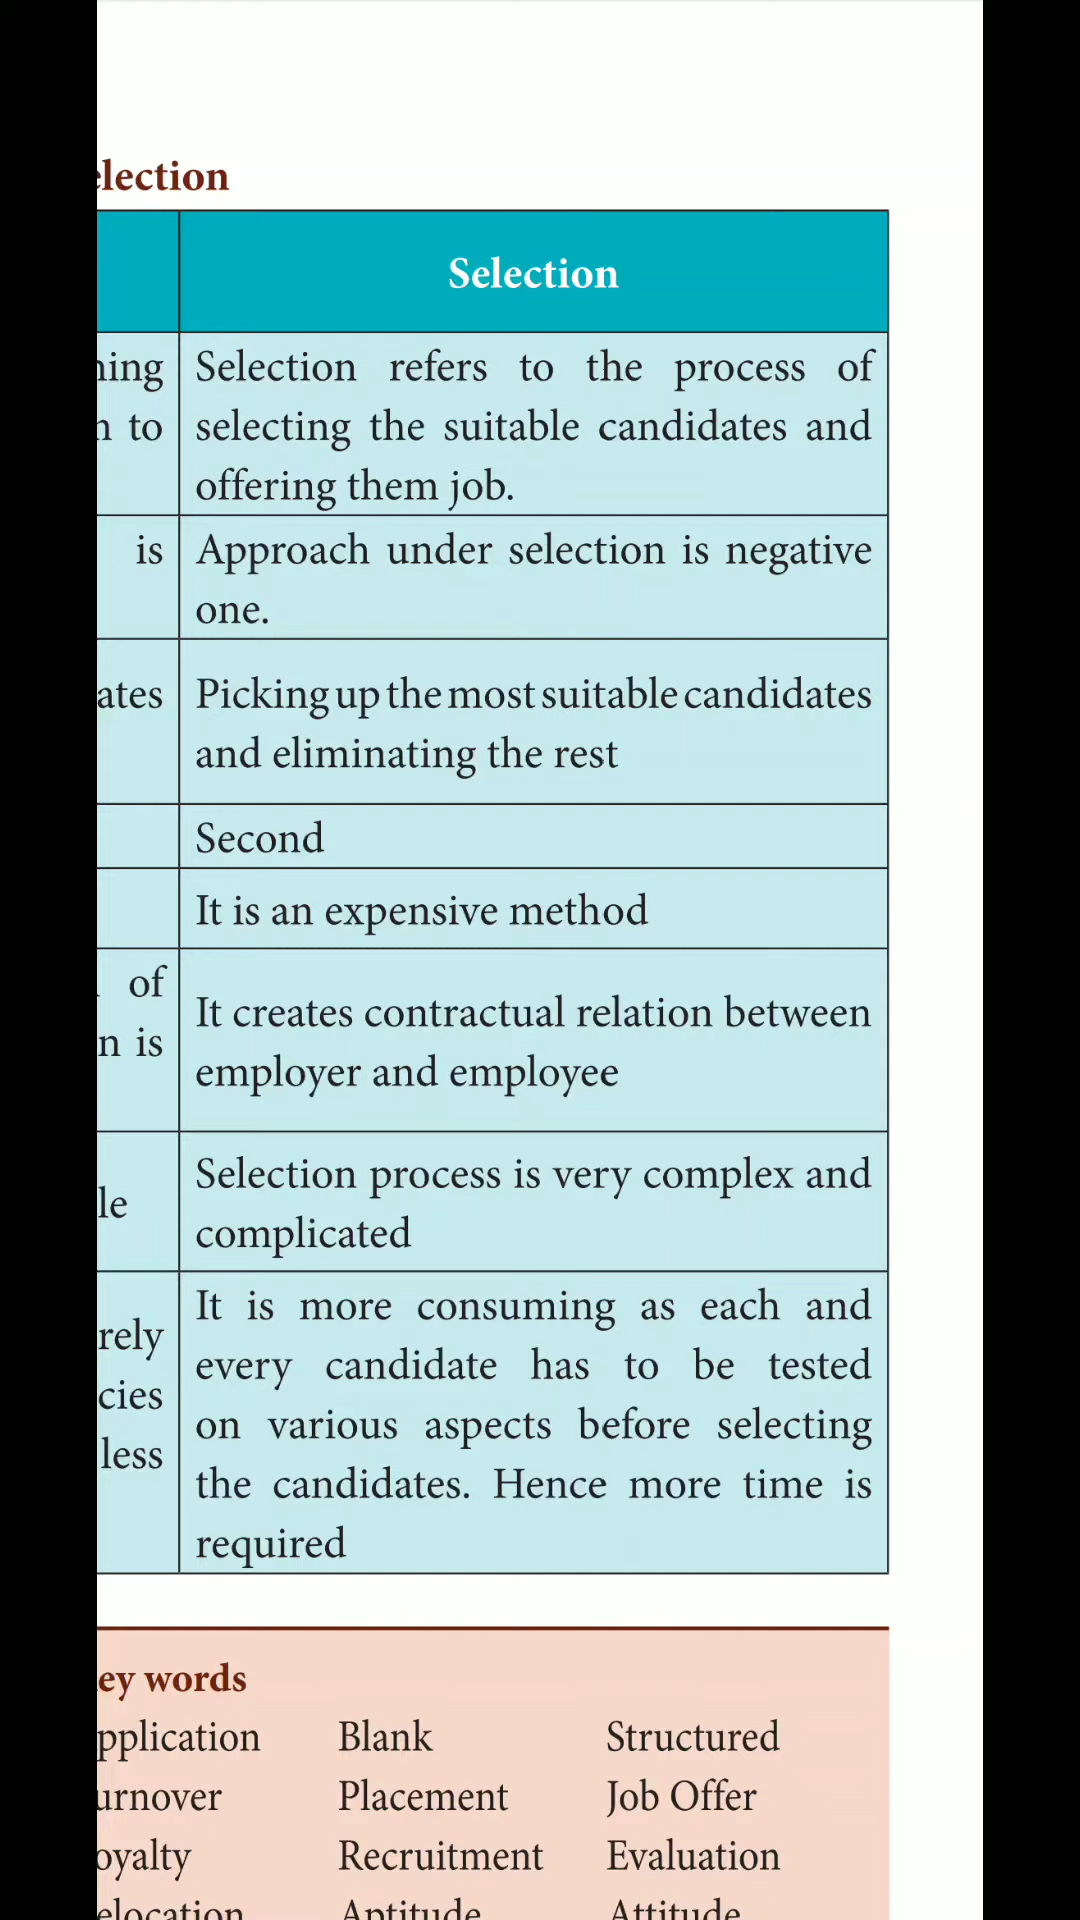 election
Selection
ning
Selection refers to the process of
n to
selecting the suitable candidates and
offering them job.
is
Approach under selection is negative
one.
ates
Picking up the most suitable candidates
and eliminating the rest
Second
It is an expensive method
of
n is
It creates contractual relation between
employer and employee
le
Selection process is very complex and
complicated
rely
cies
less
It is more consuming as each and
every candidate has to be tested
on various aspects before selecting
the candidates. Hence more time is
required
ey words
pplication Blank Structured
urnover Placement Job Offer
oyalty Recruitment Evaluation
elocation Aptitude Attitude